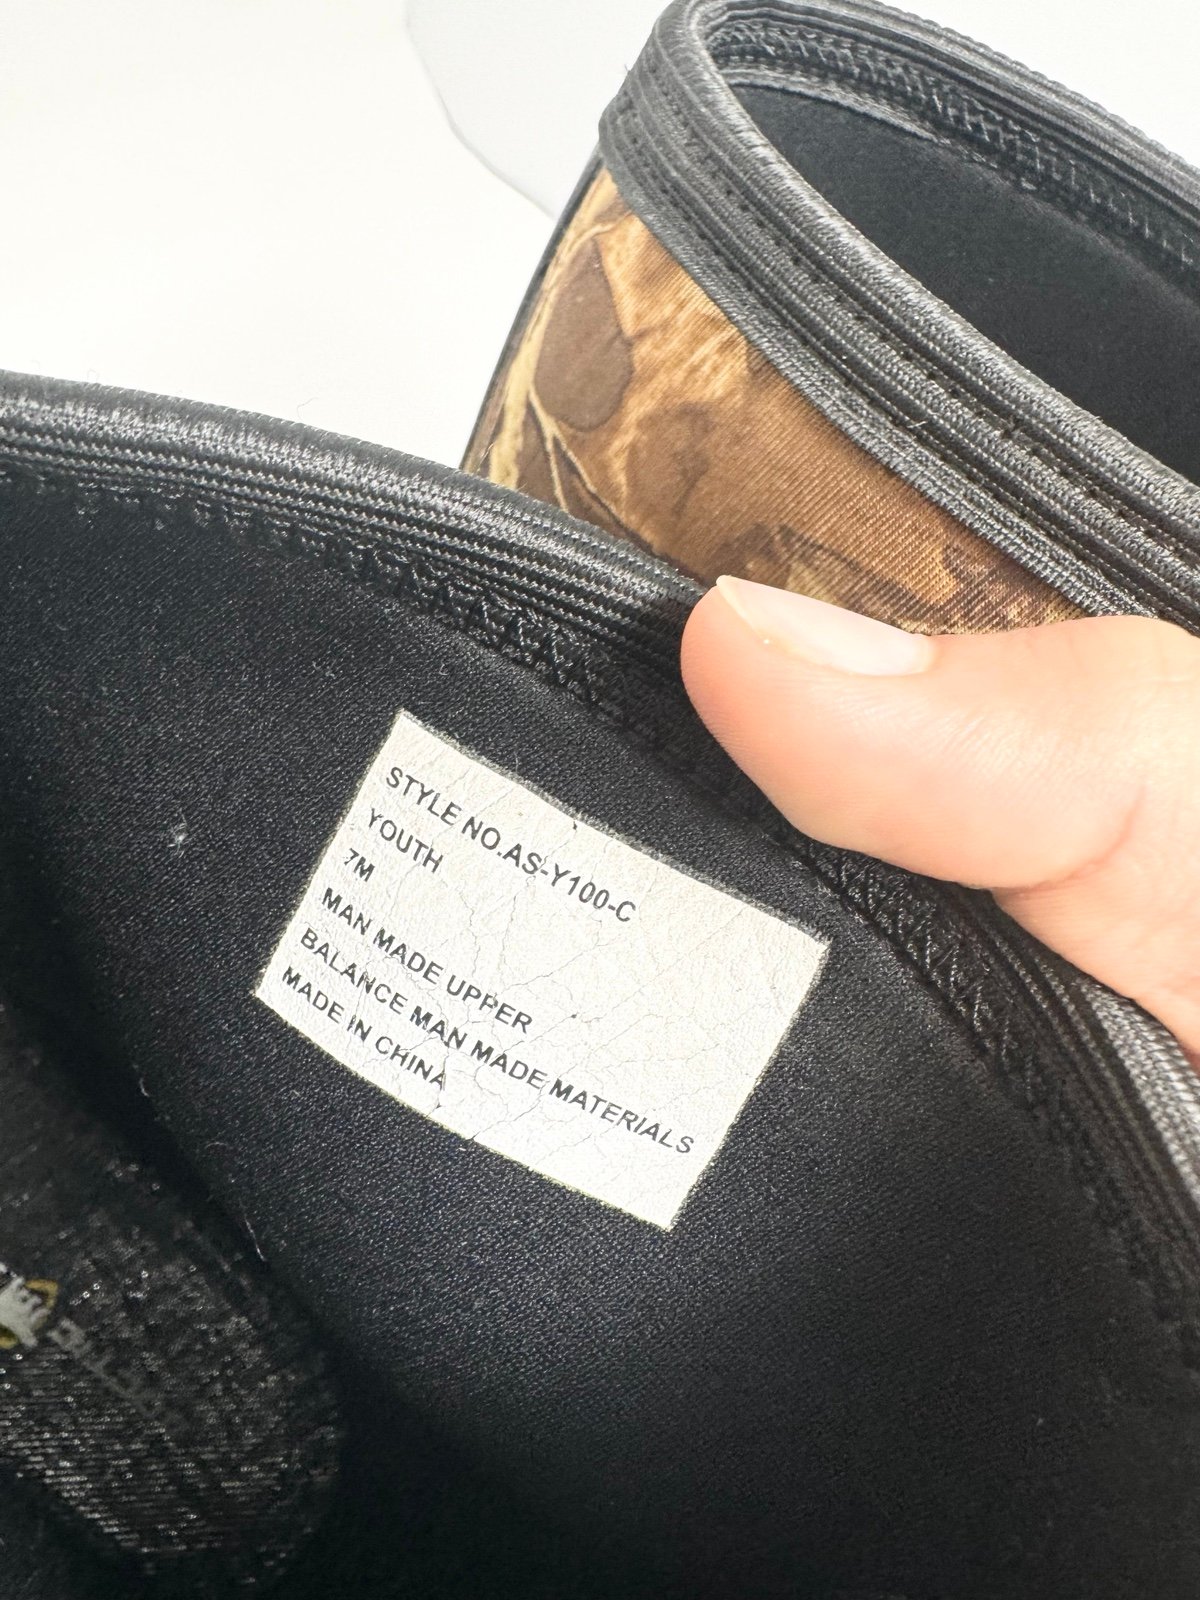 STYLE NO.AS-Y100-C
YOUTH
7M
MAN MADE UPPER
BALANCE MAN MADE MATERIALS
MADE IN CHINA